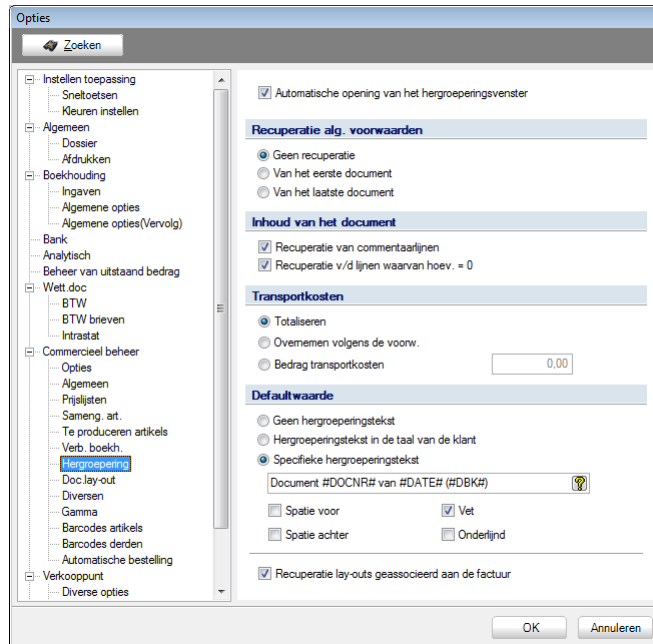 Opties
Zoeken
Instellen toepassing
Sneltoetsen
Kleuren instellen
Algemeen
Dossier
Afdrukken
Boekhouding
Ingaven
Algemene opties
Algemene opties(Vervolg)
Bank
Analytisch
Beheer van uitstaand bedrag
Wett.doc
BTW
BTW brieven
Intrastat
Commercieel beheer
Opties
Algemeen
Prijslijsten
Sameng. art.
Te produceren artikels
Verb. boekh.
Hergroepering
Doc.lay-out
Diversen
Gamma
Barcodes artikels
Barcodes derden
Automatische bestelling
Verkooppunt
Diverse opties
Automatische opening van het hergroeperingsvenster
Recuperatie alg. voorwaarden
Geen recuperatie
Van het eerste document
Van het laatste document
Inhoud van het document
Recuperatie van commentaarlijnen
Recuperatie v/d lijnen waarvan hoev. = 0
Transportkosten
Totaliseren
Overnemen volgens de voorw.
Bedrag transportkosten 0,00
Defaultwaarde
Geen hergroeperingstekst
Hergroeperingstekst in de taal van de klant
Specifieke hergroeperingstekst
Document #DOCNR# van #DATE# (#DBK#)
Spatie voor Vet
Spatie achter Onderlijnd
Recuperatie lay-outs geassocieerd aan de factuur
OK Annuleren